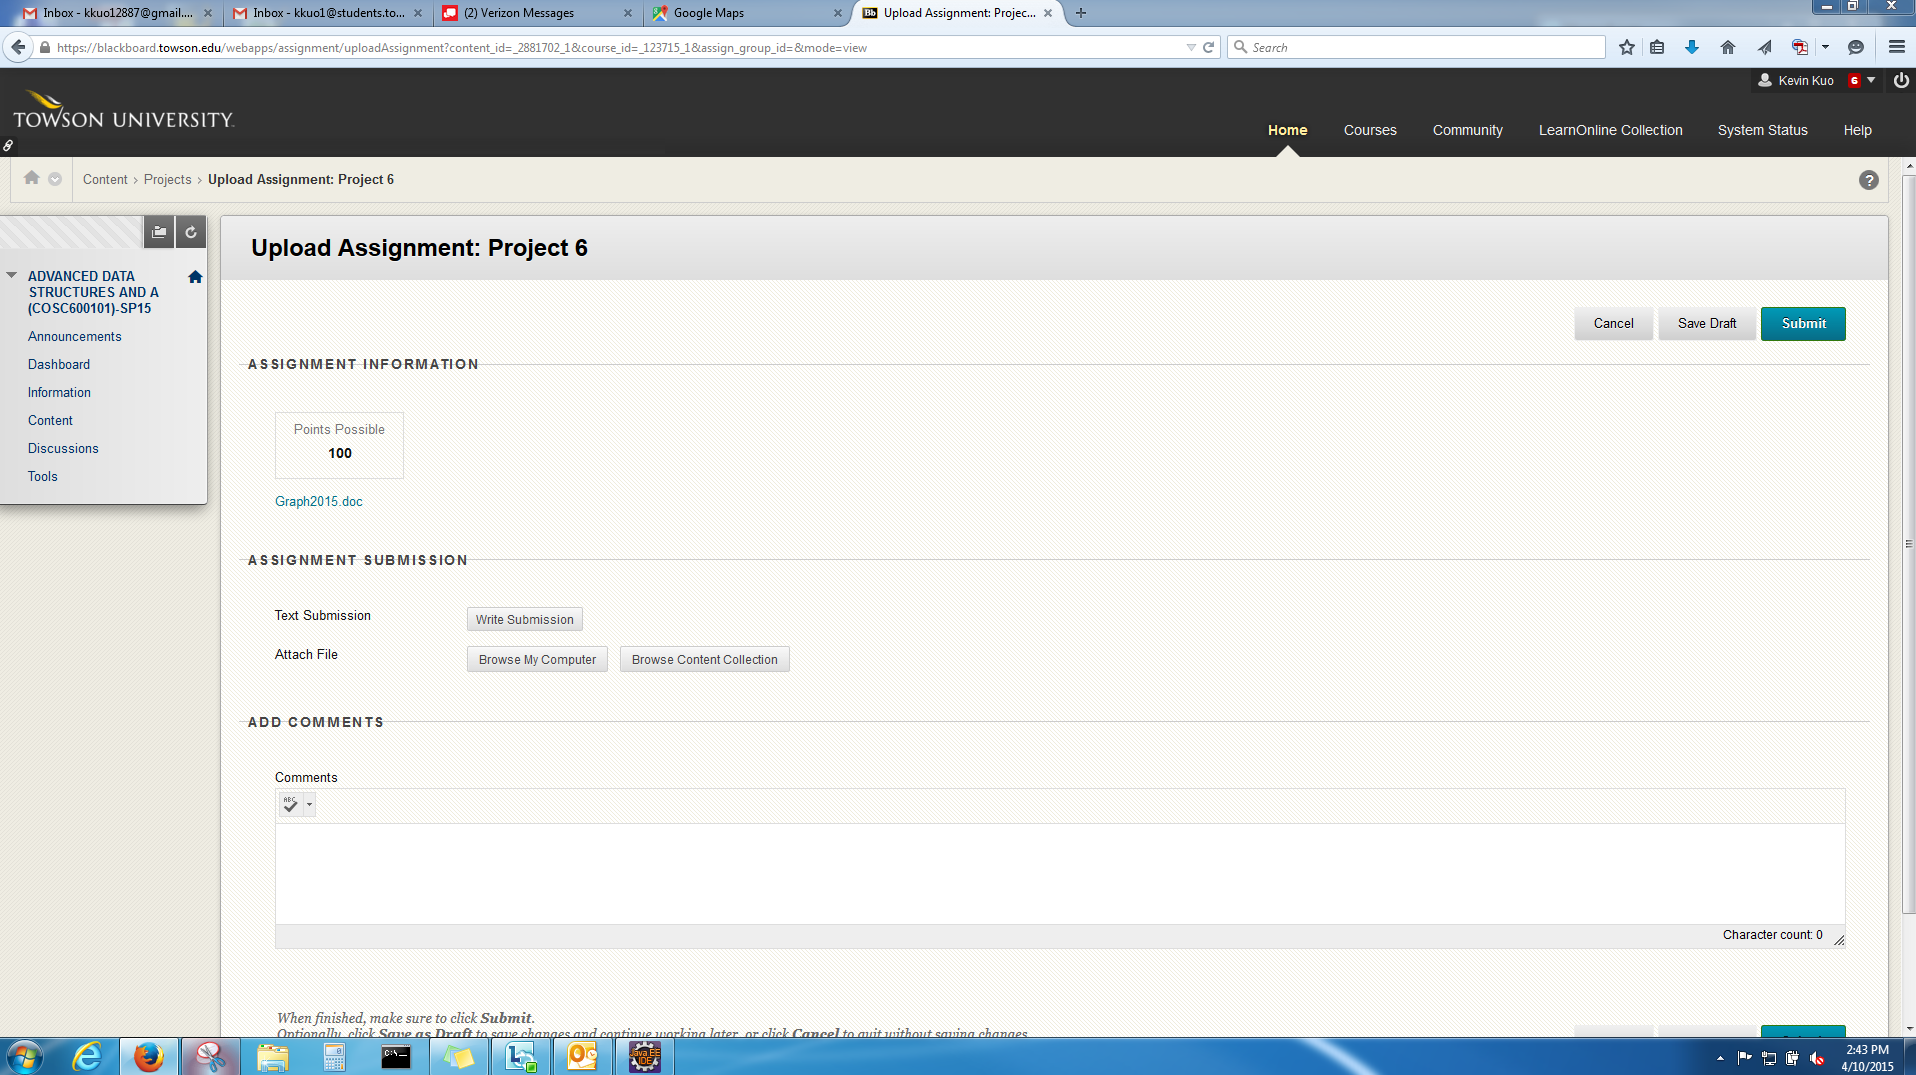 Inbox - kkuo12887@gmail....
Inbox - kkuo1@students.to...
(2) Verizon Messages
Google Maps
Bb Upload Assignment: Projec...
https://blackboard.towson.edu/webapps/assignment/uploadAssignment?content_id=_2881702_1&course_id=_123715_1&assign_group_id=&mode=view
Search
Kevin Kuo 6
TOWSON UNIVERSITY
Home Courses Community LearnOnline Collection System Status Help
Content › Projects › Upload Assignment: Project 6
?
Upload Assignment: Project 6
ADVANCED DATA
STRUCTURES AND A
(COSC600101)-SP15
Announcements
Dashboard
Information
Content
Discussions
Tools
Cancel Save Draft Submit
ASSIGNMENT INFORMATION
Points Possible
100
Graph2015.doc
ASSIGNMENT SUBMISSION
Text Submission Write Submission
Attach File Browse My Computer Browse Content Collection
ADD COMMENTS
Comments
ABC
Character count: 0
When finished, make sure to click Submit.
Optionally, click Save as Draft to save changes and continue working later, or click Cancel to quit without saving changes.
C:\_
Java EE
IDE
2:43 PM
4/10/2015